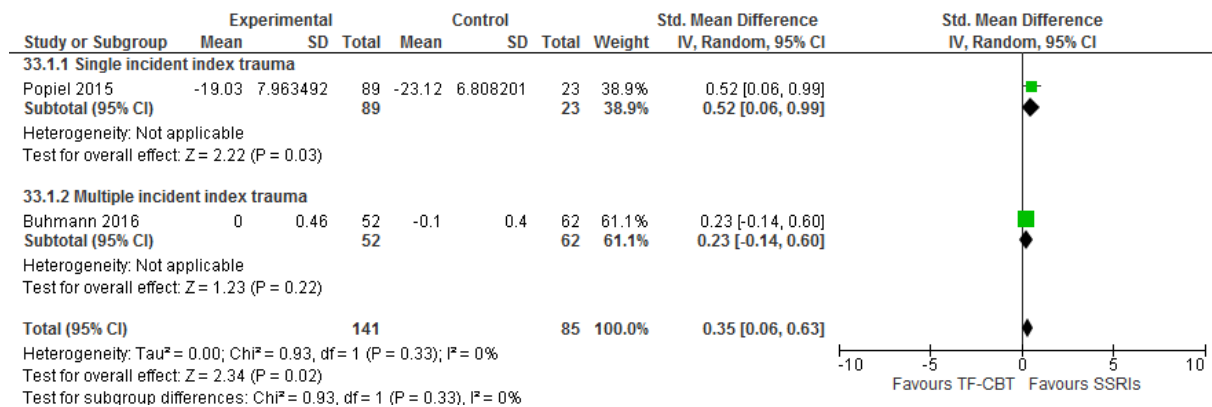 Experimental Control Std. Mean Difference Std. Mean Difference
Study or Subgroup Mean SD Total Mean SD Total Weight IV, Random, 95% CI IV, Random, 95% CI
33.1.1 Single incident index trauma
Popiel 2015 -19.03 7.963492 89 -23.12 6.808201 23 38.9% 0.52 [0.06, 0.99]
Subtotal (95% CI) 89 23 38.9% 0.52 [0.06, 0.99]
Heterogeneity: Not applicable
Test for overall effect: Z = 2.22 (P = 0.03)
33.1.2 Multiple incident index trauma
Buhmann 2016 0 0.46 52 -0.1 0.4 62 61.1% 0.23 [-0.14, 0.60]
Subtotal (95% CI) 52 62 61.1% 0.23 [-0.14, 0.60]
Heterogeneity: Not applicable
Test for overall effect: Z = 1.23 (P = 0.22)
Total (95% CI) 141 85 100.0% 0.35 [0.06, 0.63]
Heterogeneity: Tau² = 0.00; Chi² = 0.93, df = 1 (P = 0.33); I² = 0%
Test for overall effect: Z = 2.34 (P = 0.02)
Test for subgroup differences: Chi² = 0.93, df = 1 (P = 0.33), I² = 0%
-10 -5 0 5 10
Favours TF-CBT Favours SSRIs